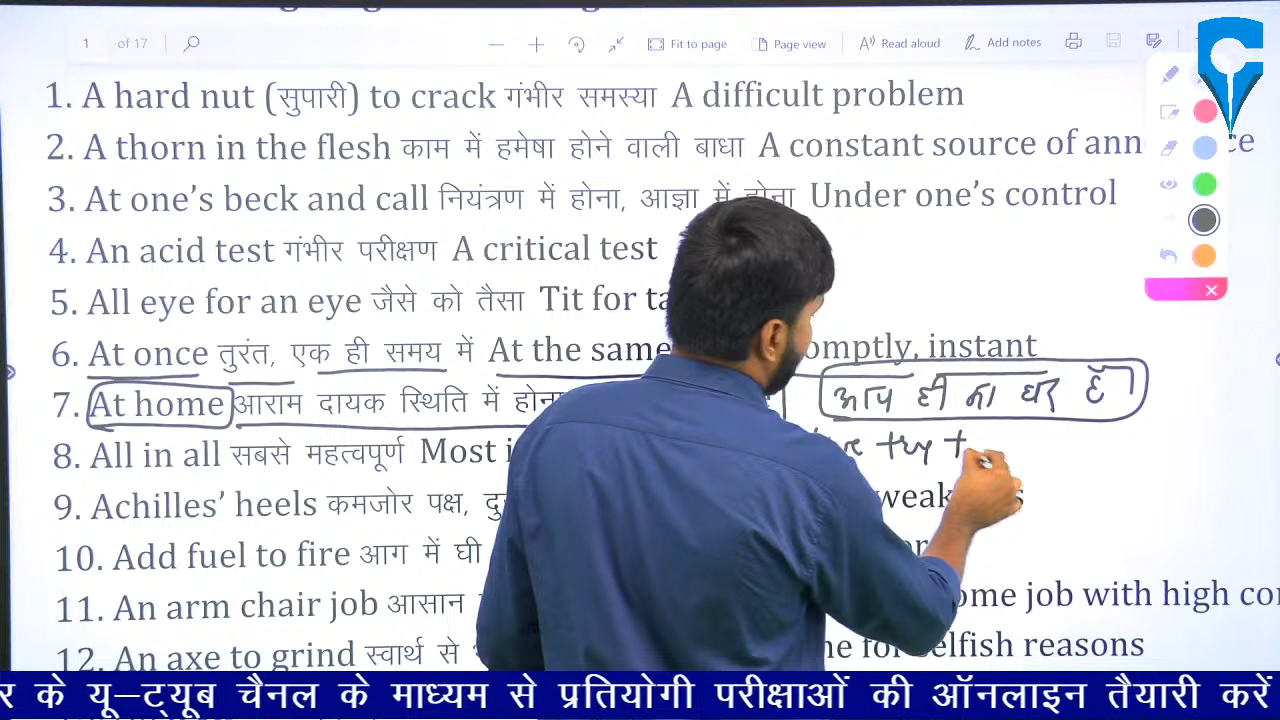 1 of 17 Fit to page Page view Read aloud Add notes
1. A hard nut (सुपारी) to crack गंभीर समस्या A difficult problem
2. A thorn in the flesh काम में हमेषा होने वाली बाधा A constant source of ann ce
3. At one's beck and call नियंत्रण में होना, आज्ञा में होना Under one's control
4. An acid test गंभीर परीक्षण A critical test
5. All eye for an eye जैसे को तैसा Tit for ta
6. At once तुरंत, एक ही समय में At the same omptly, instant
7. At home आराम दायक स्थिति में होना आप ही का घर है
8. All in all सबसे महत्वपूर्ण Most i try t
9. Achilles' heels कमजोर पक्ष, दु weak s
10. Add fuel to fire आग में घी
11. An arm chair job आसान ome job with high con
12. An axe to grind स्वार्थ से ne for selfish reasons
र के यू–ट्यूब चैनल के माध्यम से प्रतियोगी परीक्षाओं की ऑनलाइन तैयारी करें